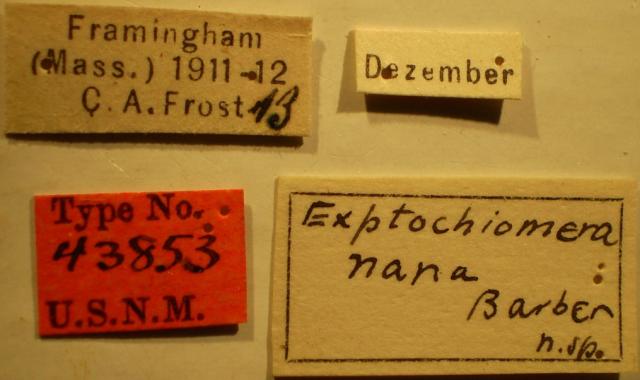 Framingham
(Mass.) 1911-12
C. A. Frost 13
Dezember
Type No.
43853
U.S.N.M.
Exptochiomera
nana
Barber
n.sp.